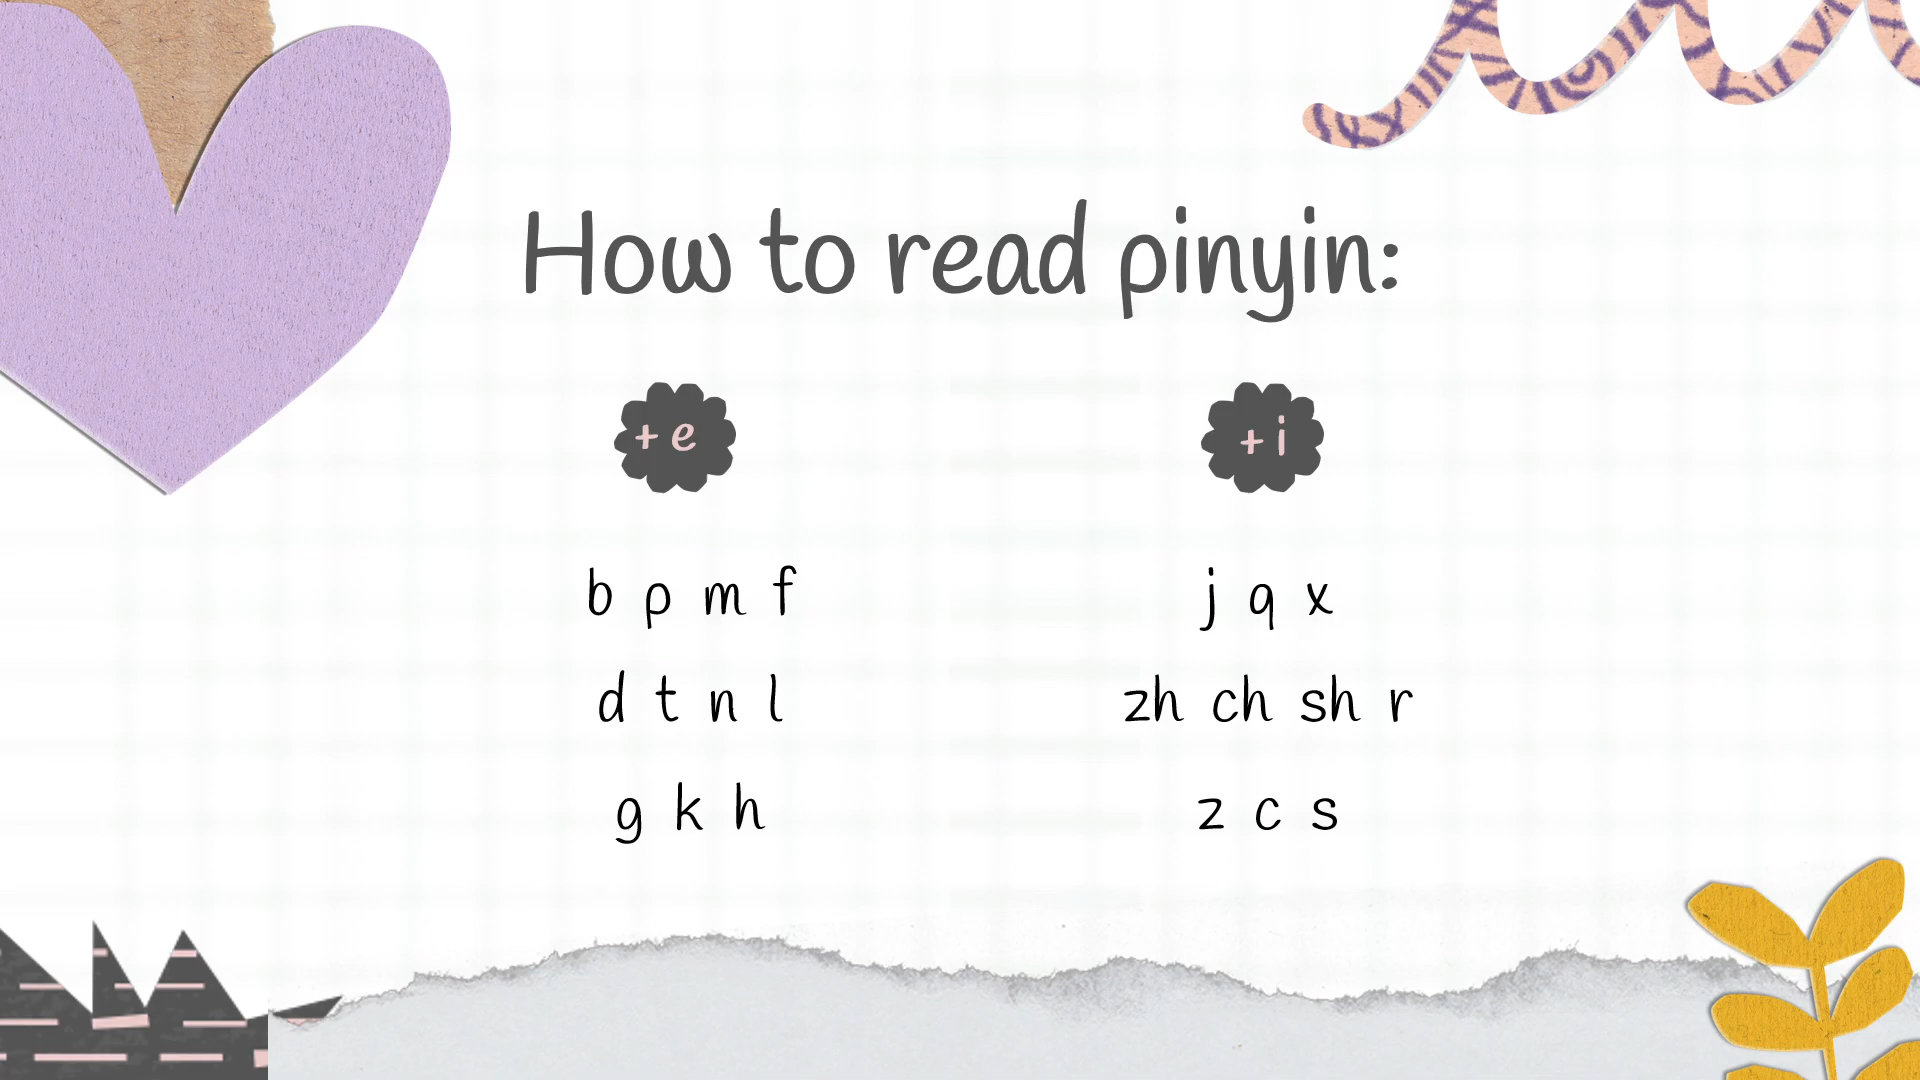 How to read pinyin:
+ e
b p m f
d t n l
g k h
+ i
j q x
zh ch sh r
z c s